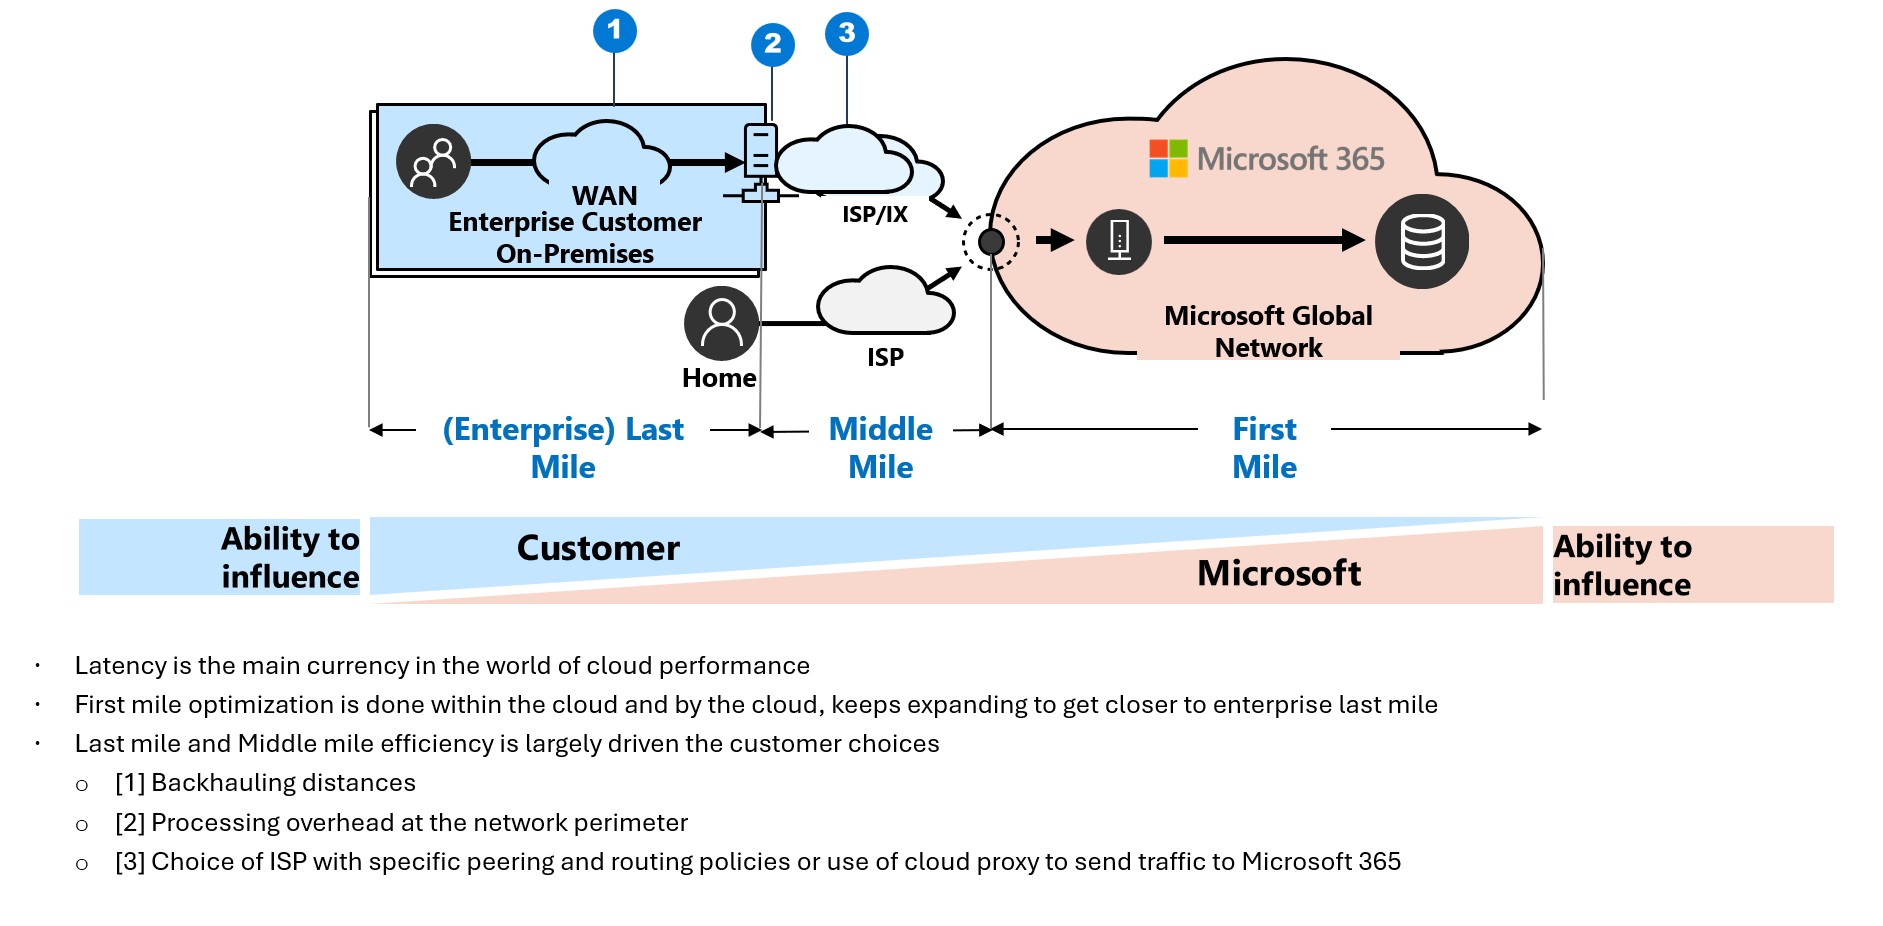 1
2
3
Microsoft 365
WAN
Enterprise Customer
On-Premises
ISP/IX
Microsoft Global
Network
ISP
Home
(Enterprise) Last
Mile
Middle
Mile
First
Mile
Ability to
influence
Customer
Microsoft
Ability to
influence
· Latency is the main currency in the world of cloud performance
· First mile optimization is done within the cloud and by the cloud, keeps expanding to get closer to enterprise last mile
· Last mile and Middle mile efficiency is largely driven the customer choices
o [1] Backhauling distances
o [2] Processing overhead at the network perimeter
o [3] Choice of ISP with specific peering and routing policies or use of cloud proxy to send traffic to Microsoft 365